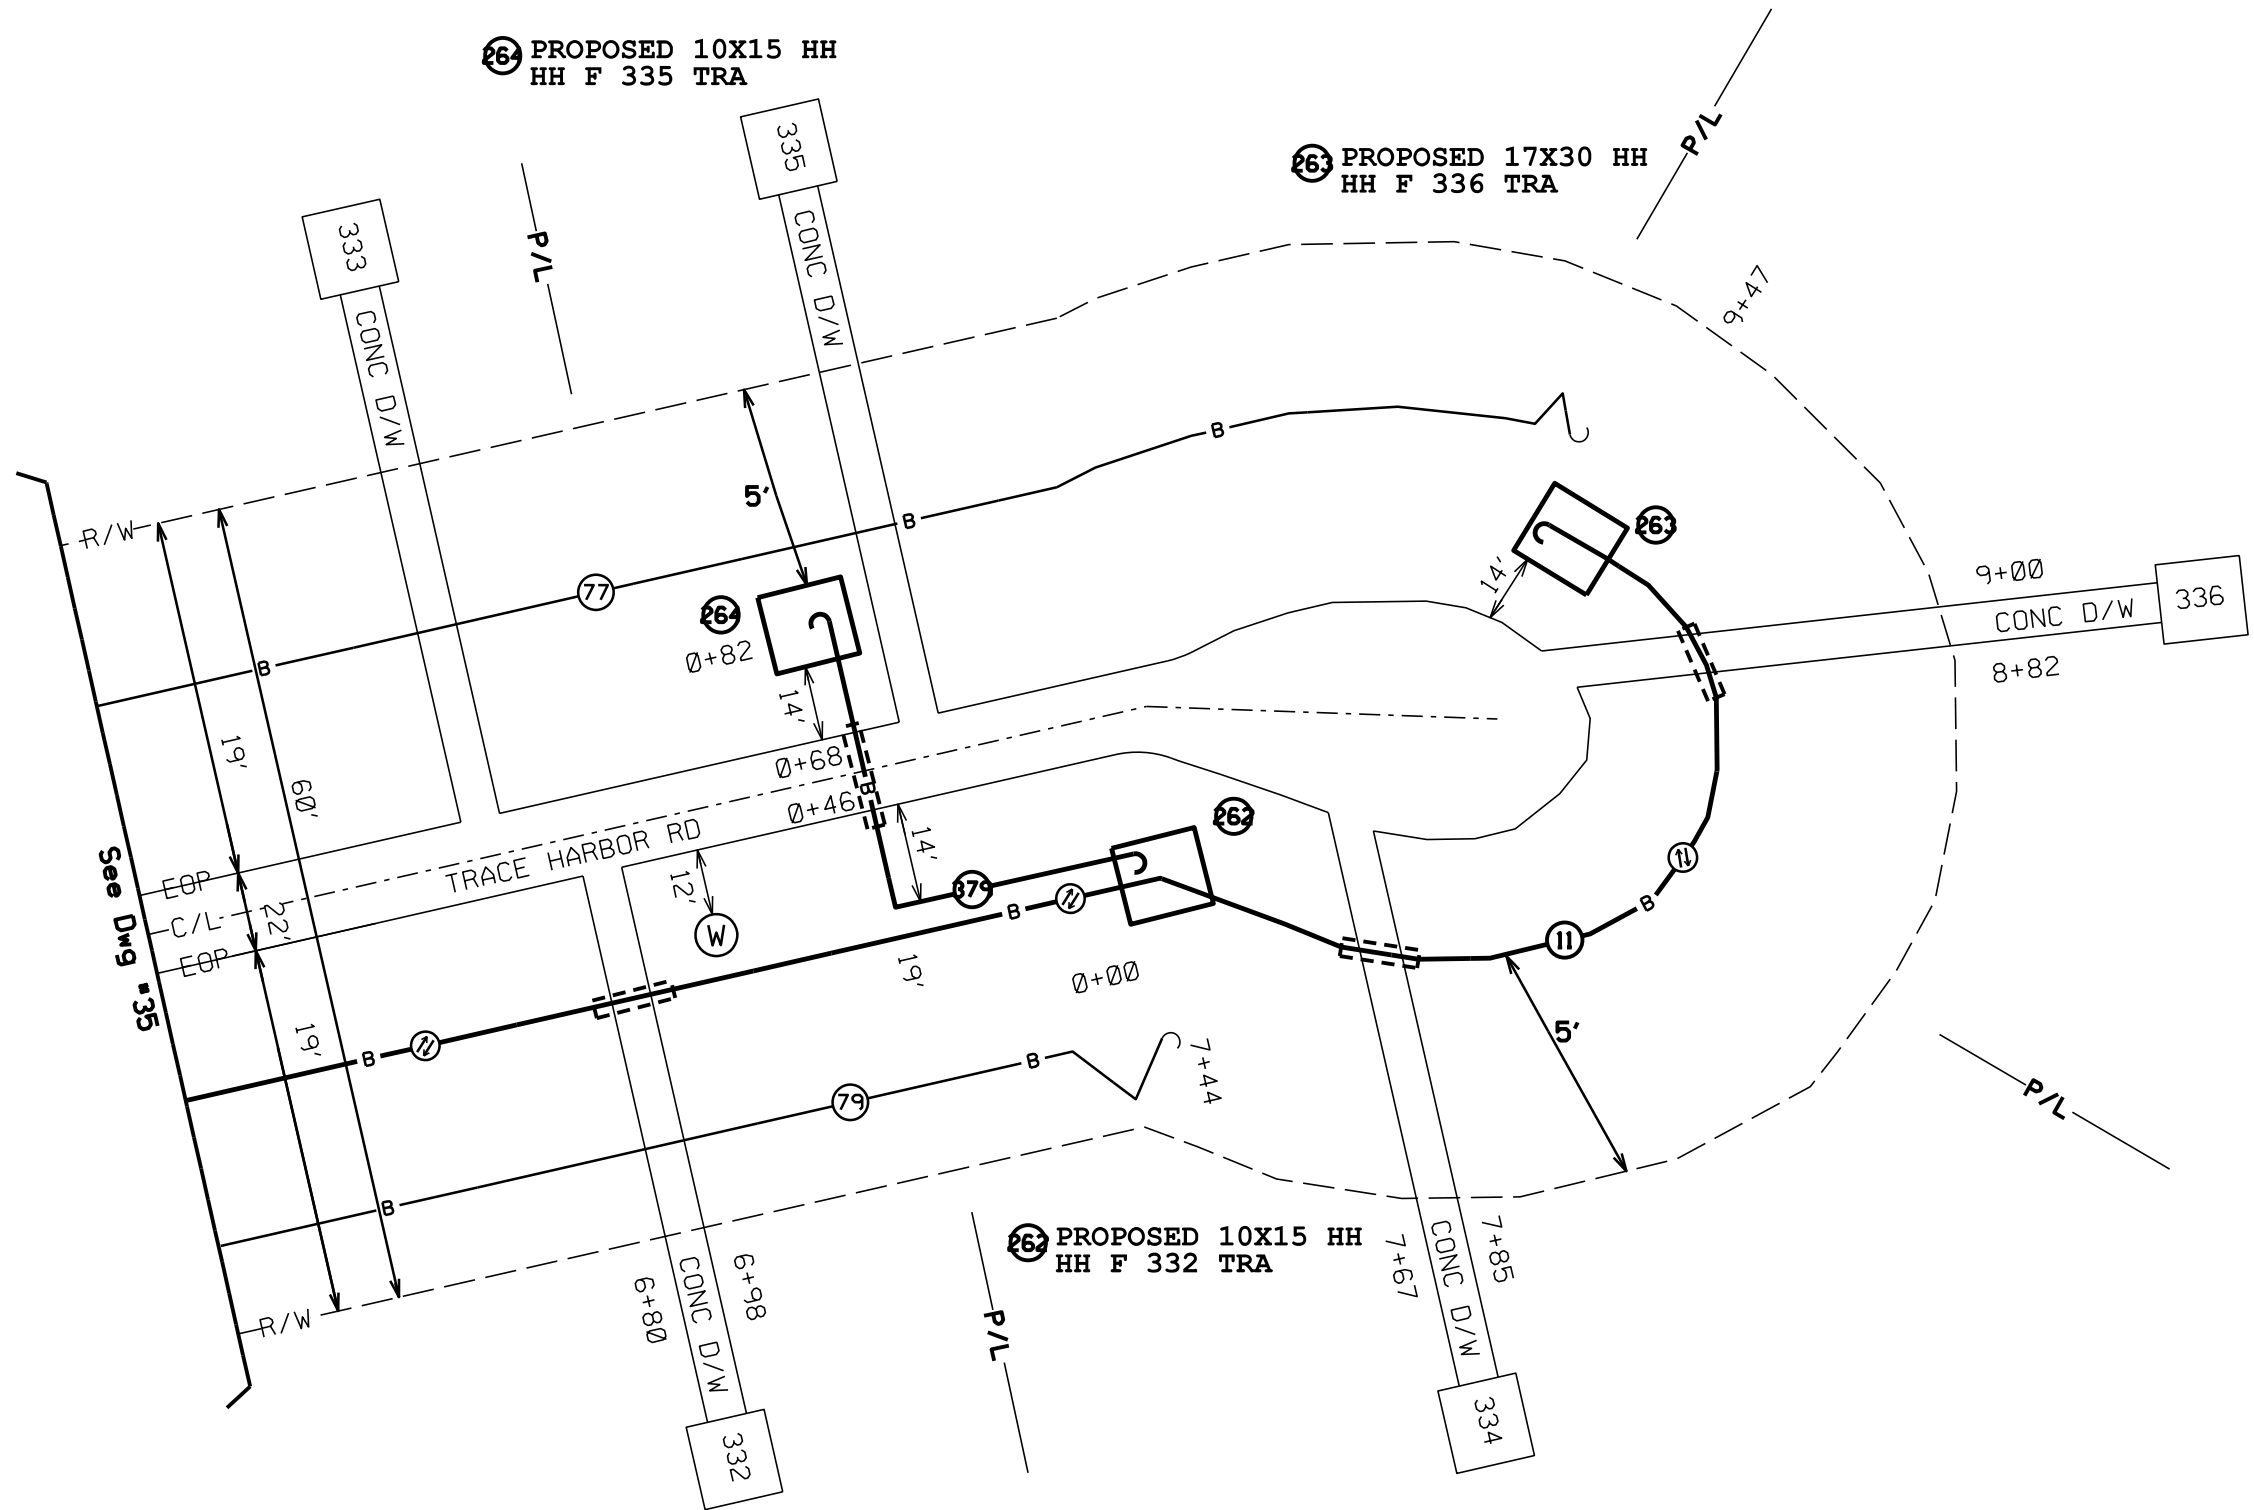 264 PROPOSED 10X15 HH
HH F 335 TRA
263 PROPOSED 17X30 HH
HH F 336 TRA
335
CONC D/W
333
CONC D/W
P/L
P/L
9+47
R/W
5'
B
B
77
B
264
0+82
14'
263
14'
9+00
CONC D/W
336
8+82
19'
60'
0+68
0+46
B
EOP
C/L
EOP
22'
TRACE HARBOR RD
12'
W
14'
379
262
B
19'
0+00
11
B
5'
See Dwg #35
19'
B
79
B
B
7+44
R/W
P/L
262 PROPOSED 10X15 HH
HH F 332 TRA
P/L
6+80
CONC D/W
6+98
332
7+67
CONC D/W
7+85
334